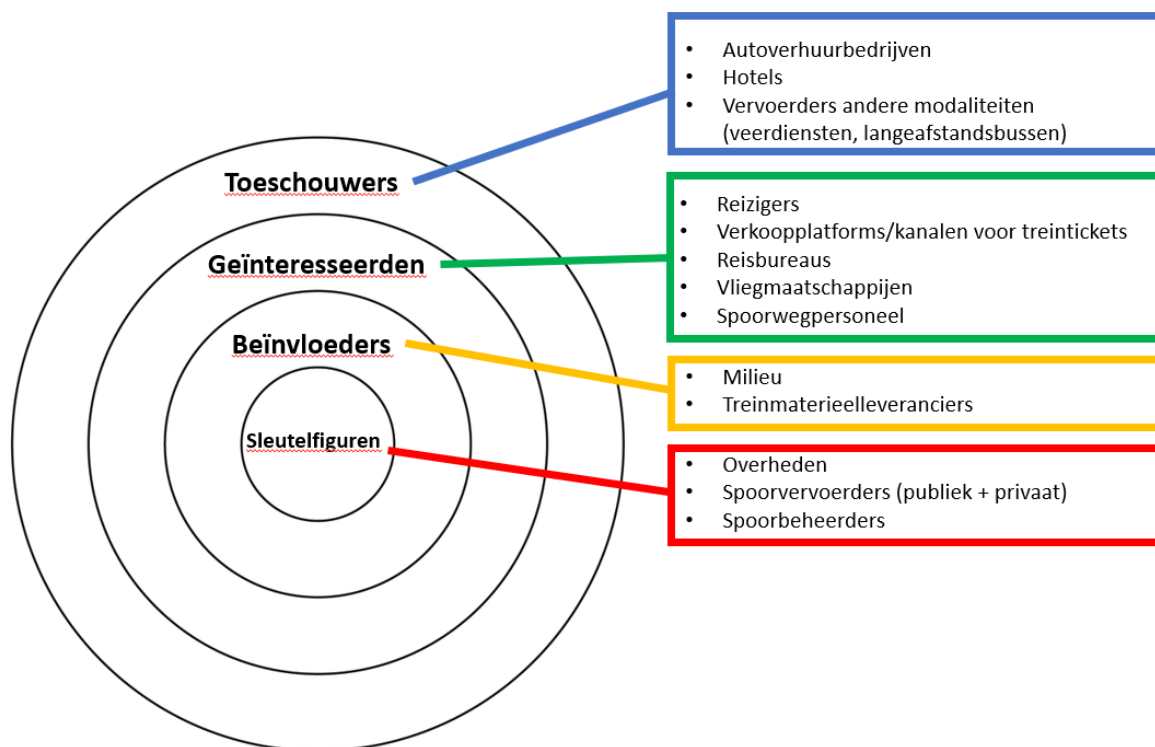 • Autoverhuurbedrijven
• Hotels
• Vervoerders andere modaliteiten
(veerdiensten, langeafstandsbussen)
Toeschouwers
• Reizigers
• Verkoopplatforms/kanalen voor treintickets
• Reisbureaus
• Vliegmaatschappijen
• Spoorwegpersoneel
Geïnteresseerden
Beïnvloeders
• Milieu
• Treinmaterieelleveranciers
Sleutelfiguren
• Overheden
• Spoorvervoerders (publiek + privaat)
• Spoorbeheerders